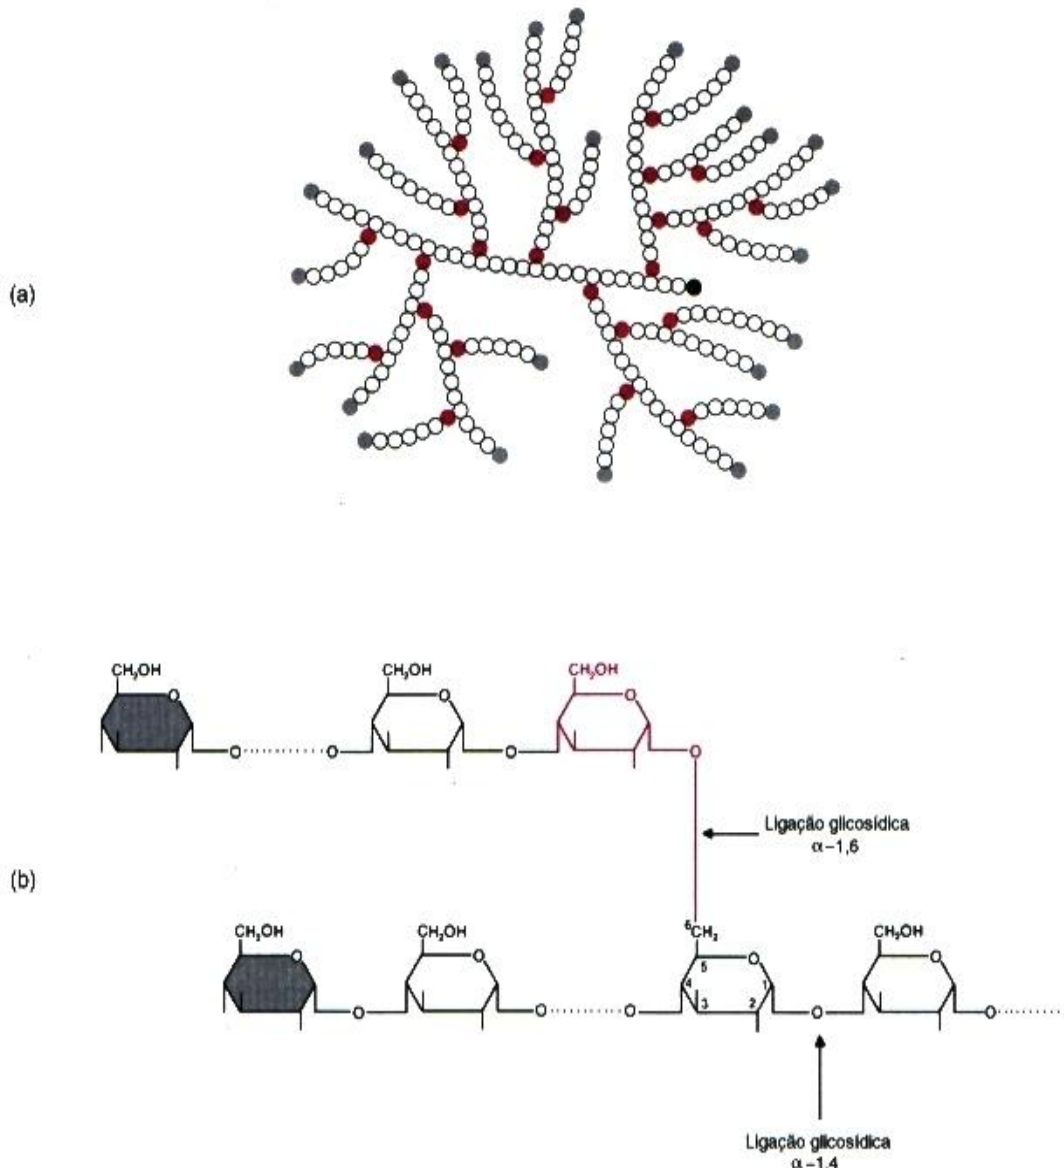 (a)
CH₂OH
CH₂OH
CH₂OH
O
O
O
O
O
O
O
Ligação glicosídica
α–1,6
(b)
CH₂OH
CH₂OH
⁶CH₂
CH₂OH
O
O
O
O
5
4
1
3
2
O
O
O
O
O
Ligação glicosídica
α–1,4